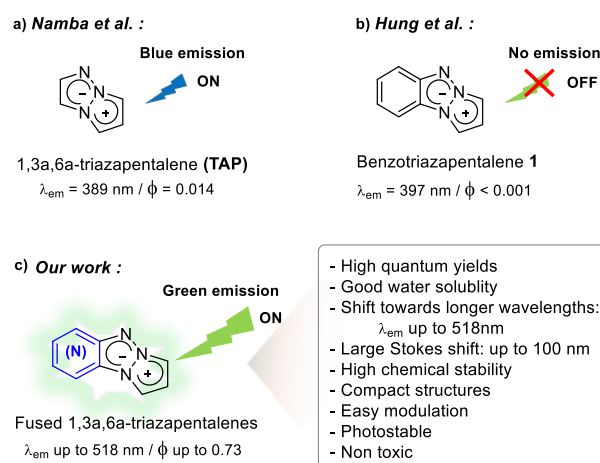 a) Namba et al. :
Blue emission
ON
N
N
N
−
+
1,3a,6a-triazapentalene (TAP)
λem = 389 nm / ϕ = 0.014
b) Hung et al. :
No emission
OFF
N
N
N
−
+
Benzotriazapentalene 1
λem = 397 nm / ϕ < 0.001
c) Our work :
Green emission
ON
(N)
N
N
N
−
+
Fused 1,3a,6a-triazapentalenes
λem up to 518 nm / ϕ up to 0.73
- High quantum yields
- Good water solublity
- Shift towards longer wavelengths:
λem up to 518nm
- Large Stokes shift: up to 100 nm
- High chemical stability
- Compact structures
- Easy modulation
- Photostable
- Non toxic